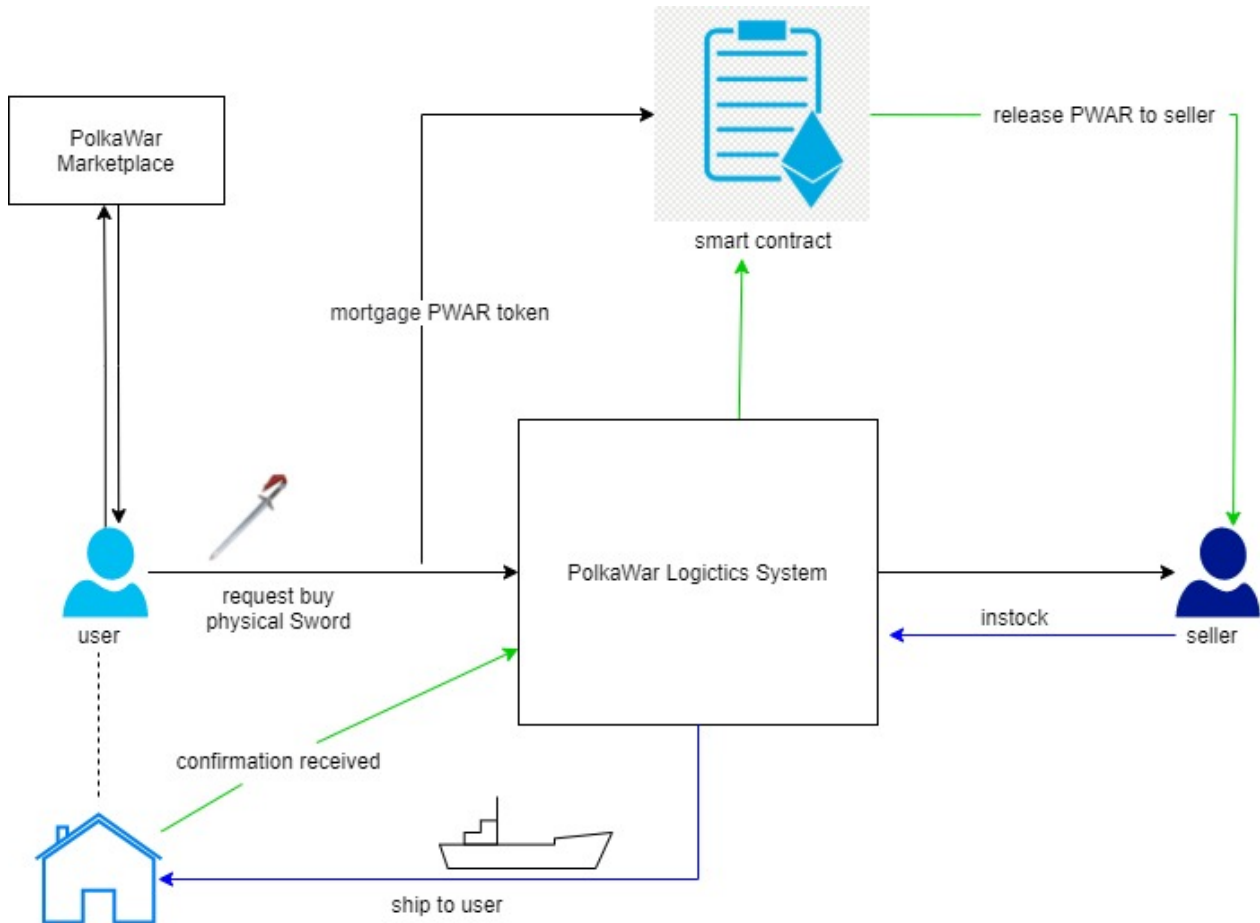 PolkaWar
Marketplace
release PWAR to seller
smart contract
mortgage PWAR token
PolkaWar Logictics System
request buy
physical Sword
user
instock
seller
confirmation received
ship to user